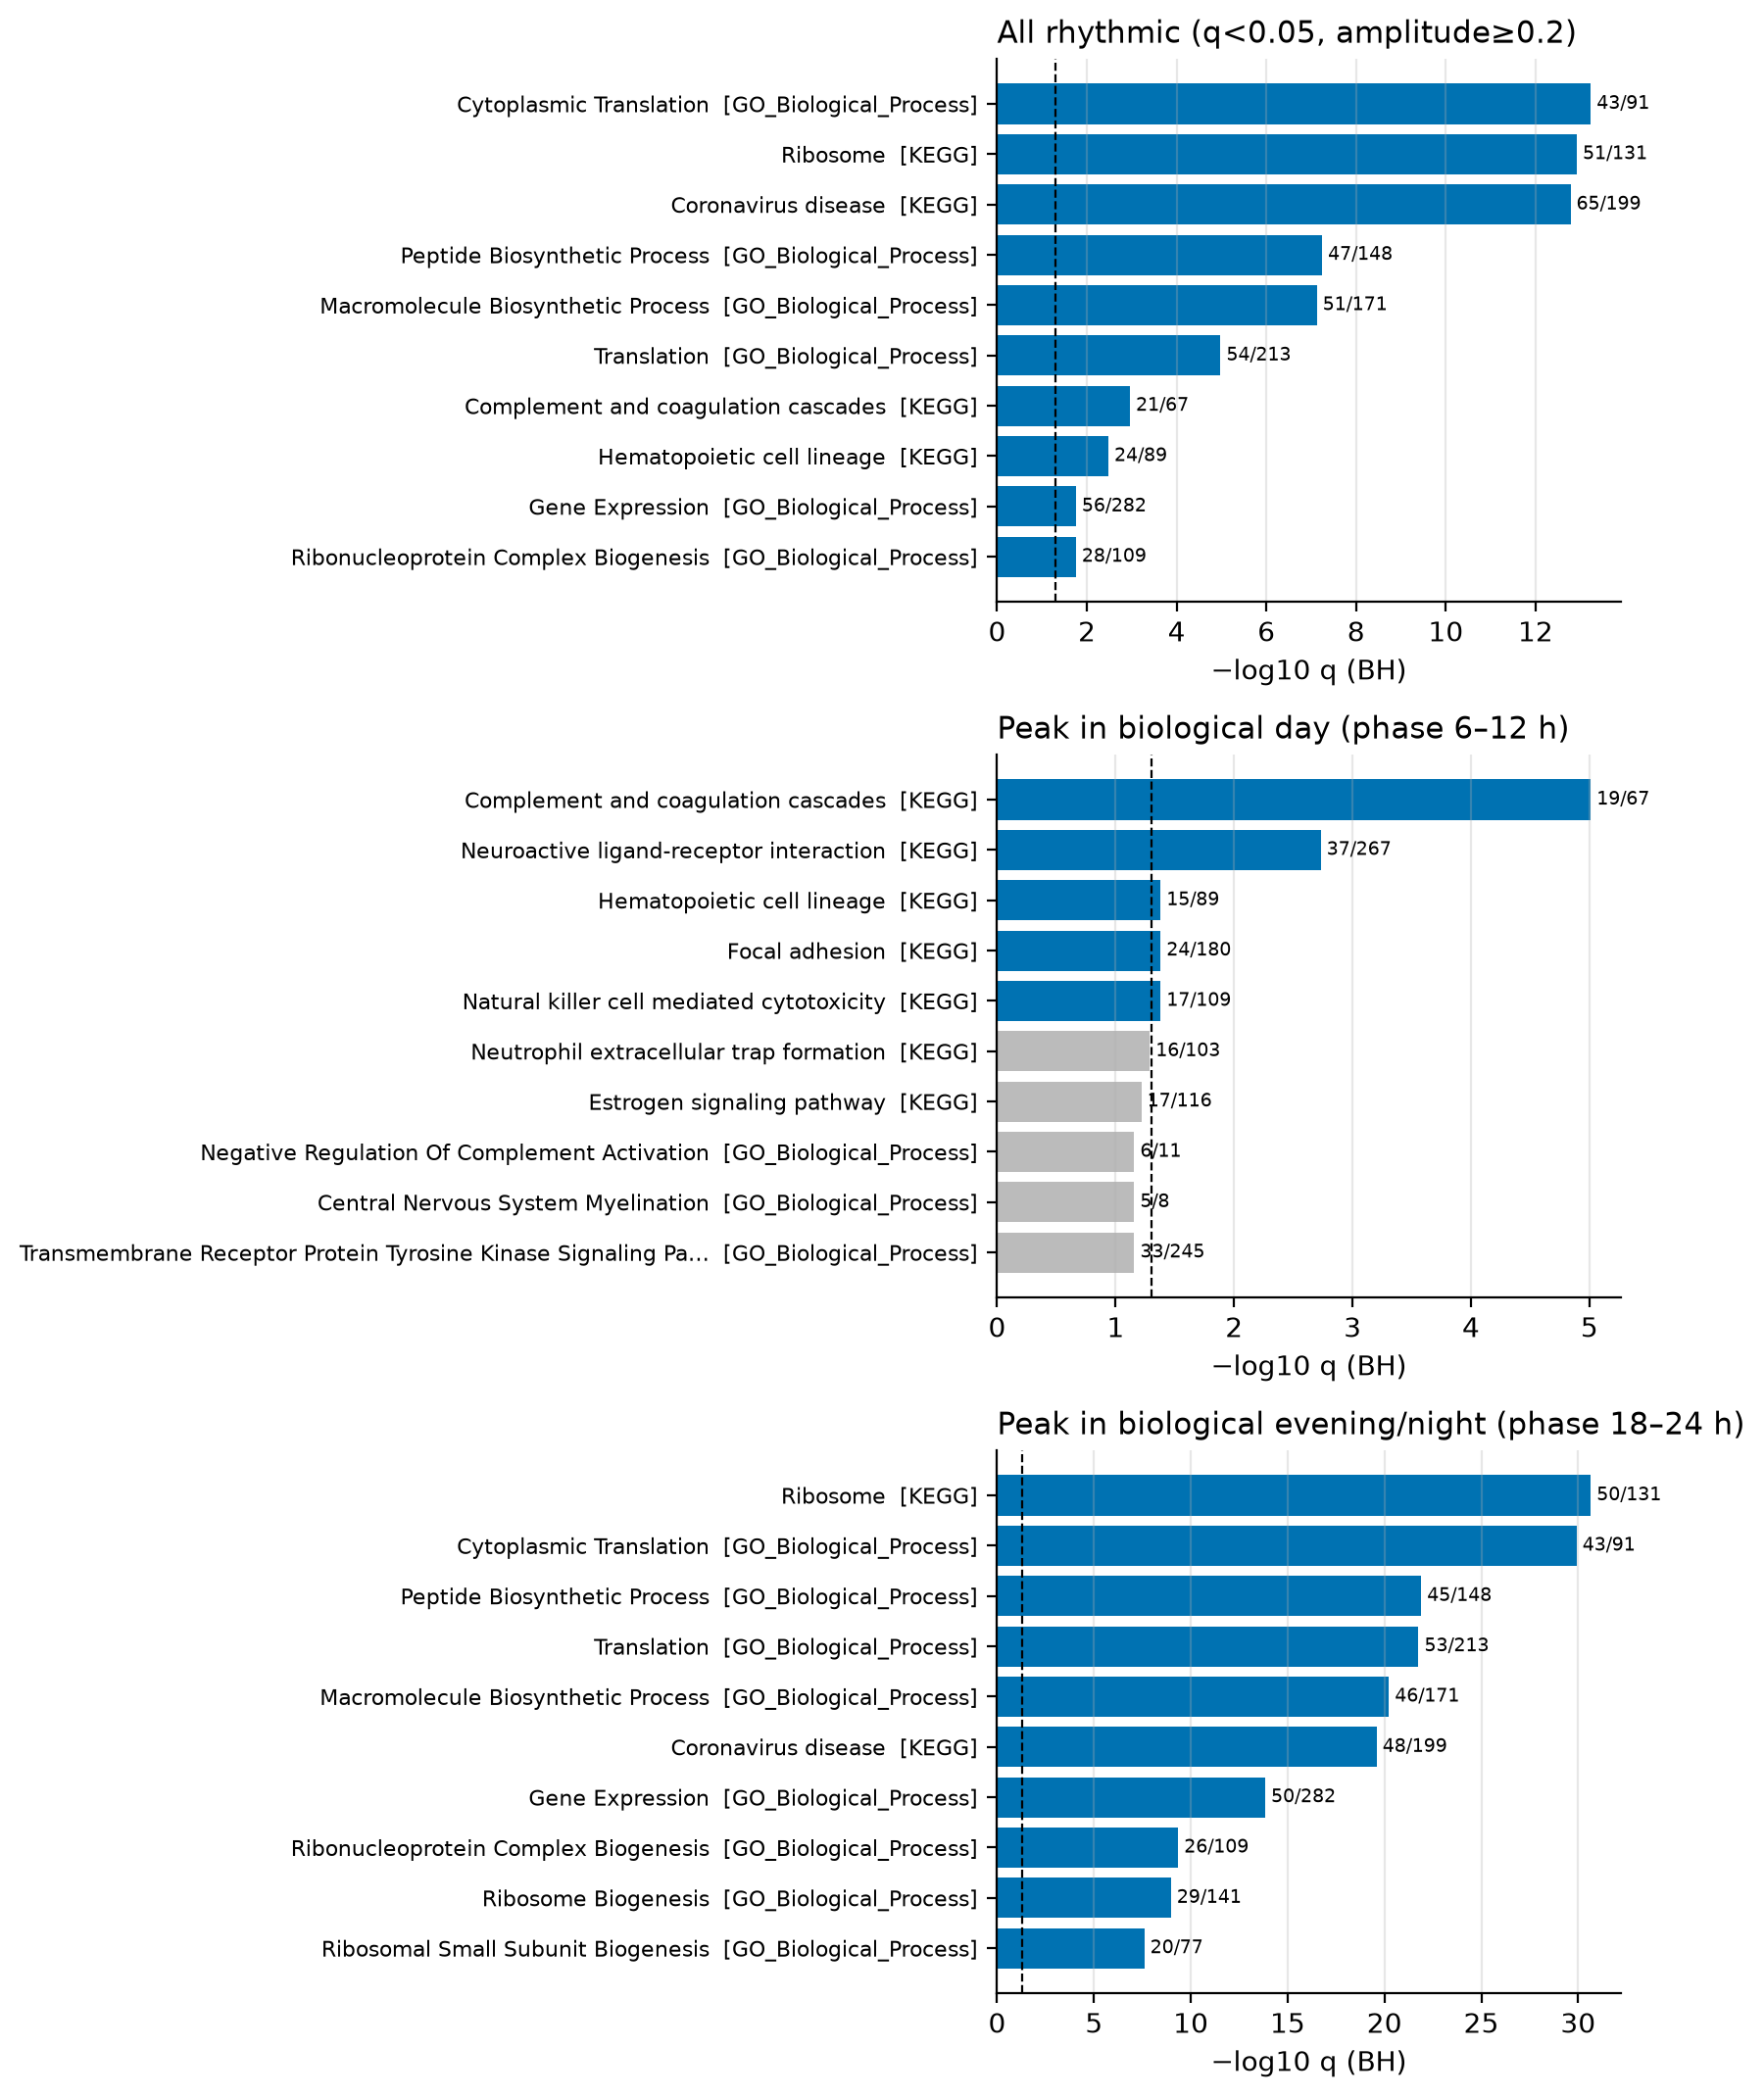 All rhythmic (q<0.05, amplitude≥0.2)
Cytoplasmic Translation [GO_Biological_Process] 43/91
Ribosome [KEGG] 51/131
Coronavirus disease [KEGG] 65/199
Peptide Biosynthetic Process [GO_Biological_Process] 47/148
Macromolecule Biosynthetic Process [GO_Biological_Process] 51/171
Translation [GO_Biological_Process] 54/213
Complement and coagulation cascades [KEGG] 21/67
Hematopoietic cell lineage [KEGG] 24/89
Gene Expression [GO_Biological_Process] 56/282
Ribonucleoprotein Complex Biogenesis [GO_Biological_Process] 28/109
0 2 4 6 8 10 12
−log10 q (BH)
Peak in biological day (phase 6–12 h)
Complement and coagulation cascades [KEGG] 19/67
Neuroactive ligand-receptor interaction [KEGG] 37/267
Hematopoietic cell lineage [KEGG] 15/89
Focal adhesion [KEGG] 24/180
Natural killer cell mediated cytotoxicity [KEGG] 17/109
Neutrophil extracellular trap formation [KEGG] 16/103
Estrogen signaling pathway [KEGG] 17/116
Negative Regulation Of Complement Activation [GO_Biological_Process] 6/11
Central Nervous System Myelination [GO_Biological_Process] 5/8
Transmembrane Receptor Protein Tyrosine Kinase Signaling Pa... [GO_Biological_Process] 33/245
0 1 2 3 4 5
−log10 q (BH)
Peak in biological evening/night (phase 18–24 h)
Ribosome [KEGG] 50/131
Cytoplasmic Translation [GO_Biological_Process] 43/91
Peptide Biosynthetic Process [GO_Biological_Process] 45/148
Translation [GO_Biological_Process] 53/213
Macromolecule Biosynthetic Process [GO_Biological_Process] 46/171
Coronavirus disease [KEGG] 48/199
Gene Expression [GO_Biological_Process] 50/282
Ribonucleoprotein Complex Biogenesis [GO_Biological_Process] 26/109
Ribosome Biogenesis [GO_Biological_Process] 29/141
Ribosomal Small Subunit Biogenesis [GO_Biological_Process] 20/77
0 5 10 15 20 25 30
−log10 q (BH)